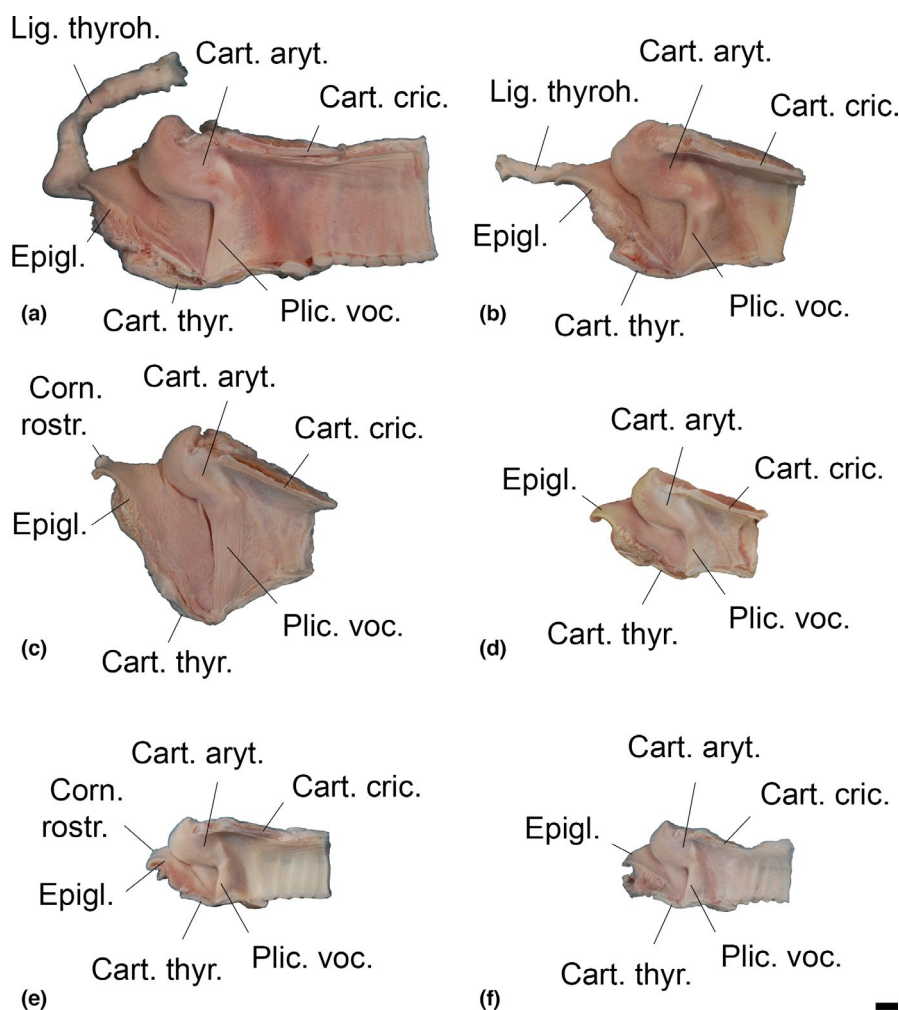 Lig. thyroh.
Cart. aryt.
Cart. cric.
Epigl.
Cart. thyr.
Plic. voc.
(a)
Cart. aryt.
Lig. thyroh.
Cart. cric.
Epigl.
Cart. thyr.
Plic. voc.
(b)
Corn.
rostr.
Cart. aryt.
Cart. cric.
Epigl.
Plic. voc.
Cart. thyr.
(c)
Cart. aryt.
Cart. cric.
Epigl.
Plic. voc.
Cart. thyr.
(d)
Cart. aryt.
Corn.
rostr.
Cart. cric.
Epigl.
Plic. voc.
Cart. thyr.
(e)
Cart. aryt.
Cart. cric.
Epigl.
Plic. voc.
Cart. thyr.
(f)